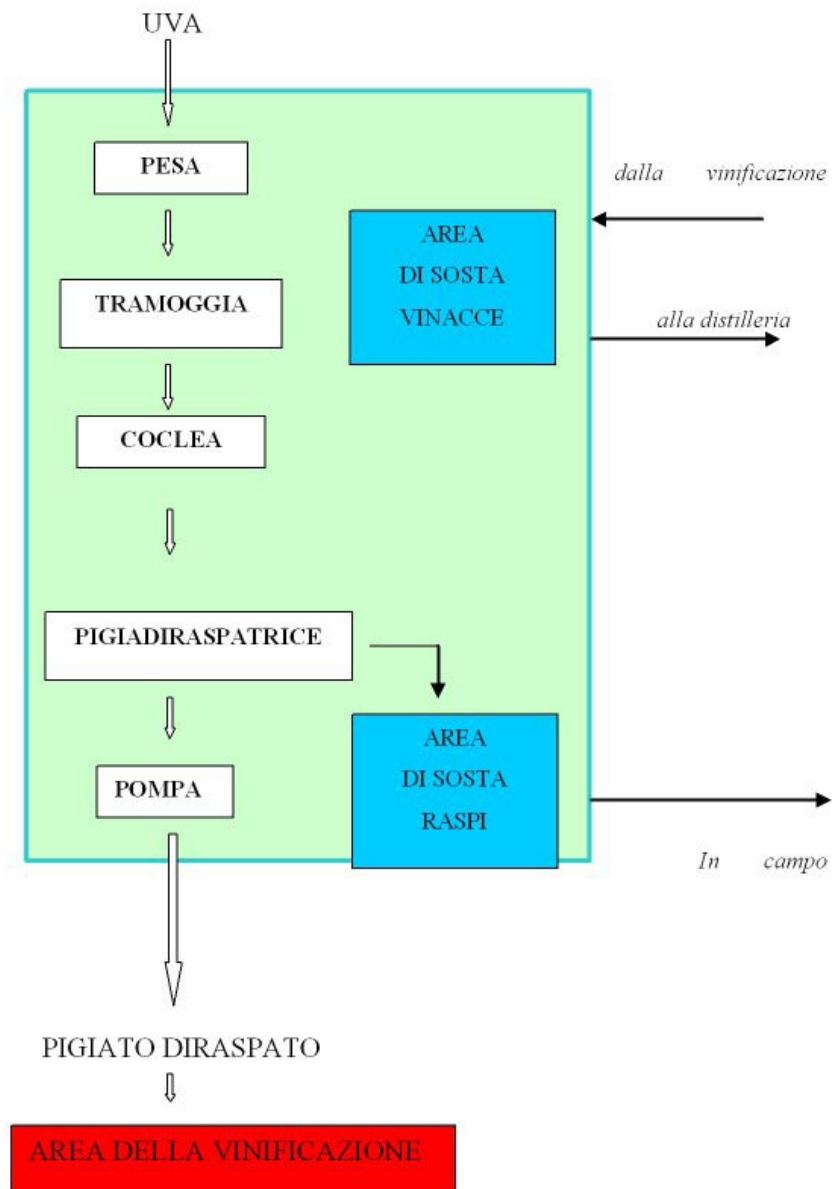 UVA
PESA
dalla vinificazione
AREA
DI SOSTA
VINACCE
TRAMOGGIA
alla distilleria
COCLEA
PIGIADIRASPATRICE
AREA
DI SOSTA
RASPI
POMPA
In campo
PIGIATO DIRASPATO
AREA DELLA VINIFICAZIONE